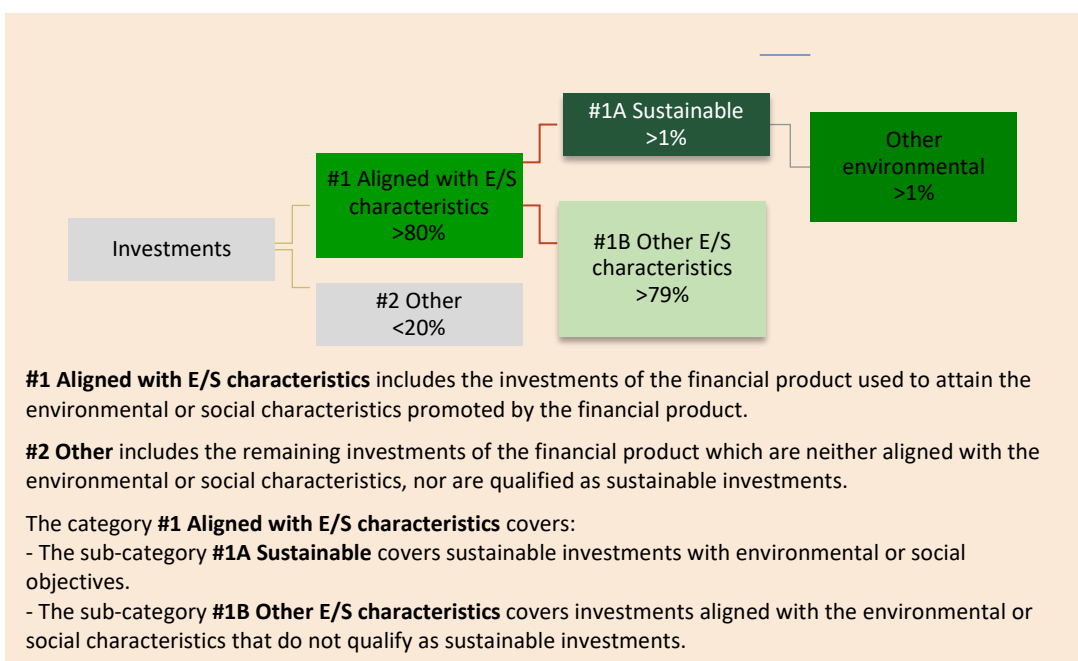 #1A Sustainable
>1%
Other
environmental
>1%
#1 Aligned with E/S
characteristics
>80%
Investments
#1B Other E/S
characteristics
>79%
#2 Other
<20%
#1 Aligned with E/S characteristics includes the investments of the financial product used to attain the
environmental or social characteristics promoted by the financial product.
#2 Other includes the remaining investments of the financial product which are neither aligned with the
environmental or social characteristics, nor are qualified as sustainable investments.
The category #1 Aligned with E/S characteristics covers:
- The sub-category #1A Sustainable covers sustainable investments with environmental or social
objectives.
- The sub-category #1B Other E/S characteristics covers investments aligned with the environmental or
social characteristics that do not qualify as sustainable investments.